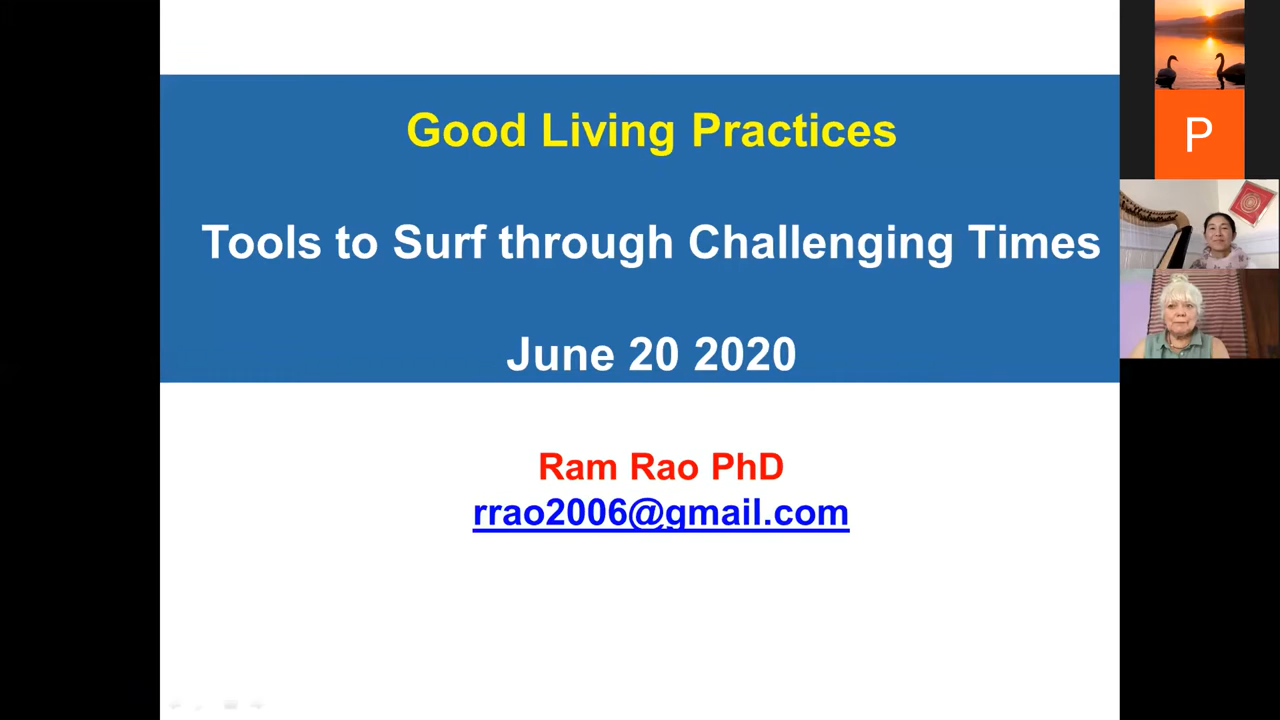 Good Living Practices
Tools to Surf through Challenging Times
June 20 2020
Ram Rao PhD
rrao2006@gmail.com
P